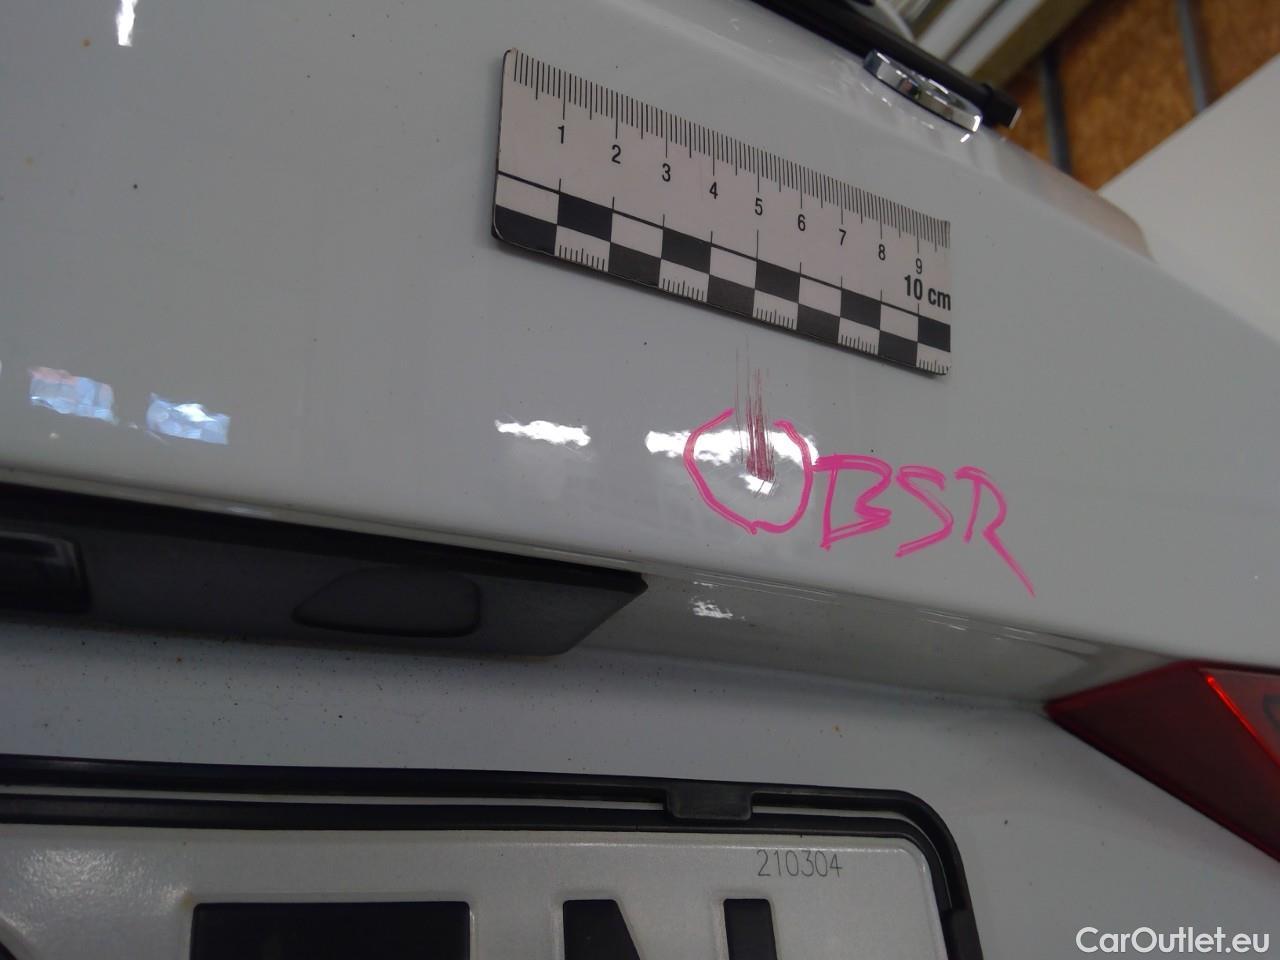 1 2 3 4 5 6 7 8 9
10 cm
BSR
210304
CarOutlet.eu